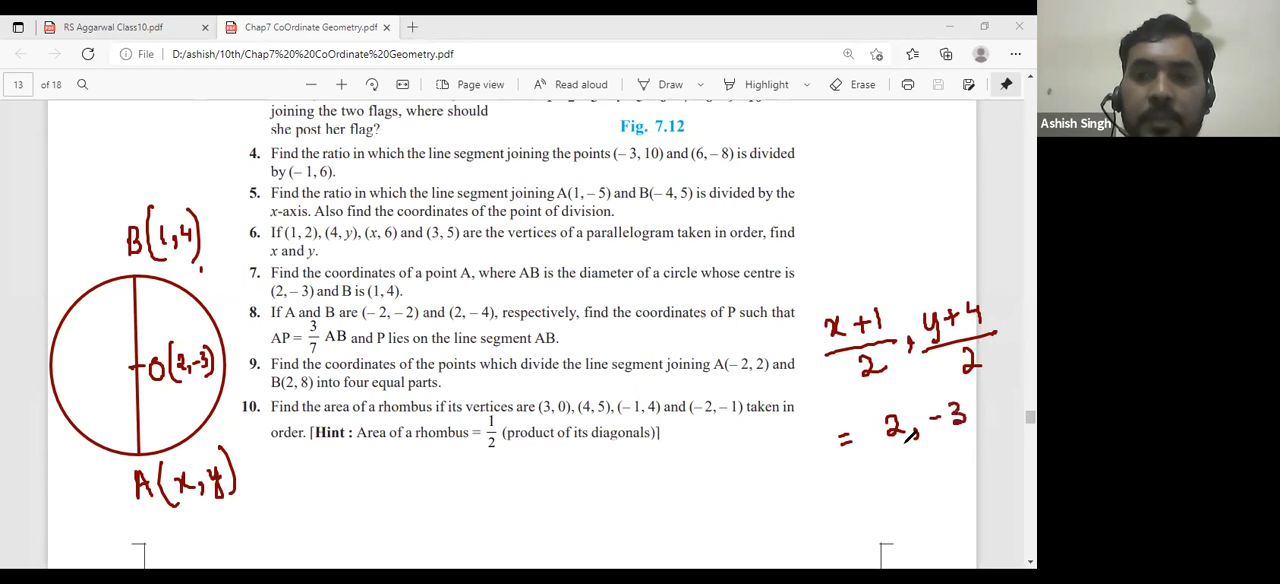 RS Aggarwal Class10.pdf
Chap7 CoOrdinate Geometry.pdf
File D:/ashish/10th/Chap7%20%20CoOrdinate%20Geometry.pdf
13 of 18 Page view Read aloud Draw Highlight Erase
Ashish Singh
joining the two flags, where should
she post her flag?
Fig. 7.12
4. Find the ratio in which the line segment joining the points (– 3, 10) and (6, – 8) is divided
by (– 1, 6).
5. Find the ratio in which the line segment joining A(1, – 5) and B(– 4, 5) is divided by the
x-axis. Also find the coordinates of the point of division.
6. If (1, 2), (4, y), (x, 6) and (3, 5) are the vertices of a parallelogram taken in order, find
x and y.
7. Find the coordinates of a point A, where AB is the diameter of a circle whose centre is
(2, – 3) and B is (1, 4).
8. If A and B are (– 2, – 2) and (2, – 4), respectively, find the coordinates of P such that
AP = 3/7 AB and P lies on the line segment AB.
9. Find the coordinates of the points which divide the line segment joining A(– 2, 2) and
B(2, 8) into four equal parts.
10. Find the area of a rhombus if its vertices are (3, 0), (4, 5), (– 1, 4) and (– 2, – 1) taken in
order. [Hint : Area of a rhombus = 1/2 (product of its diagonals)]
B(1,4)
O(2,-3)
A(x,y)
x+1/2 , y+4/2
= 2, -3